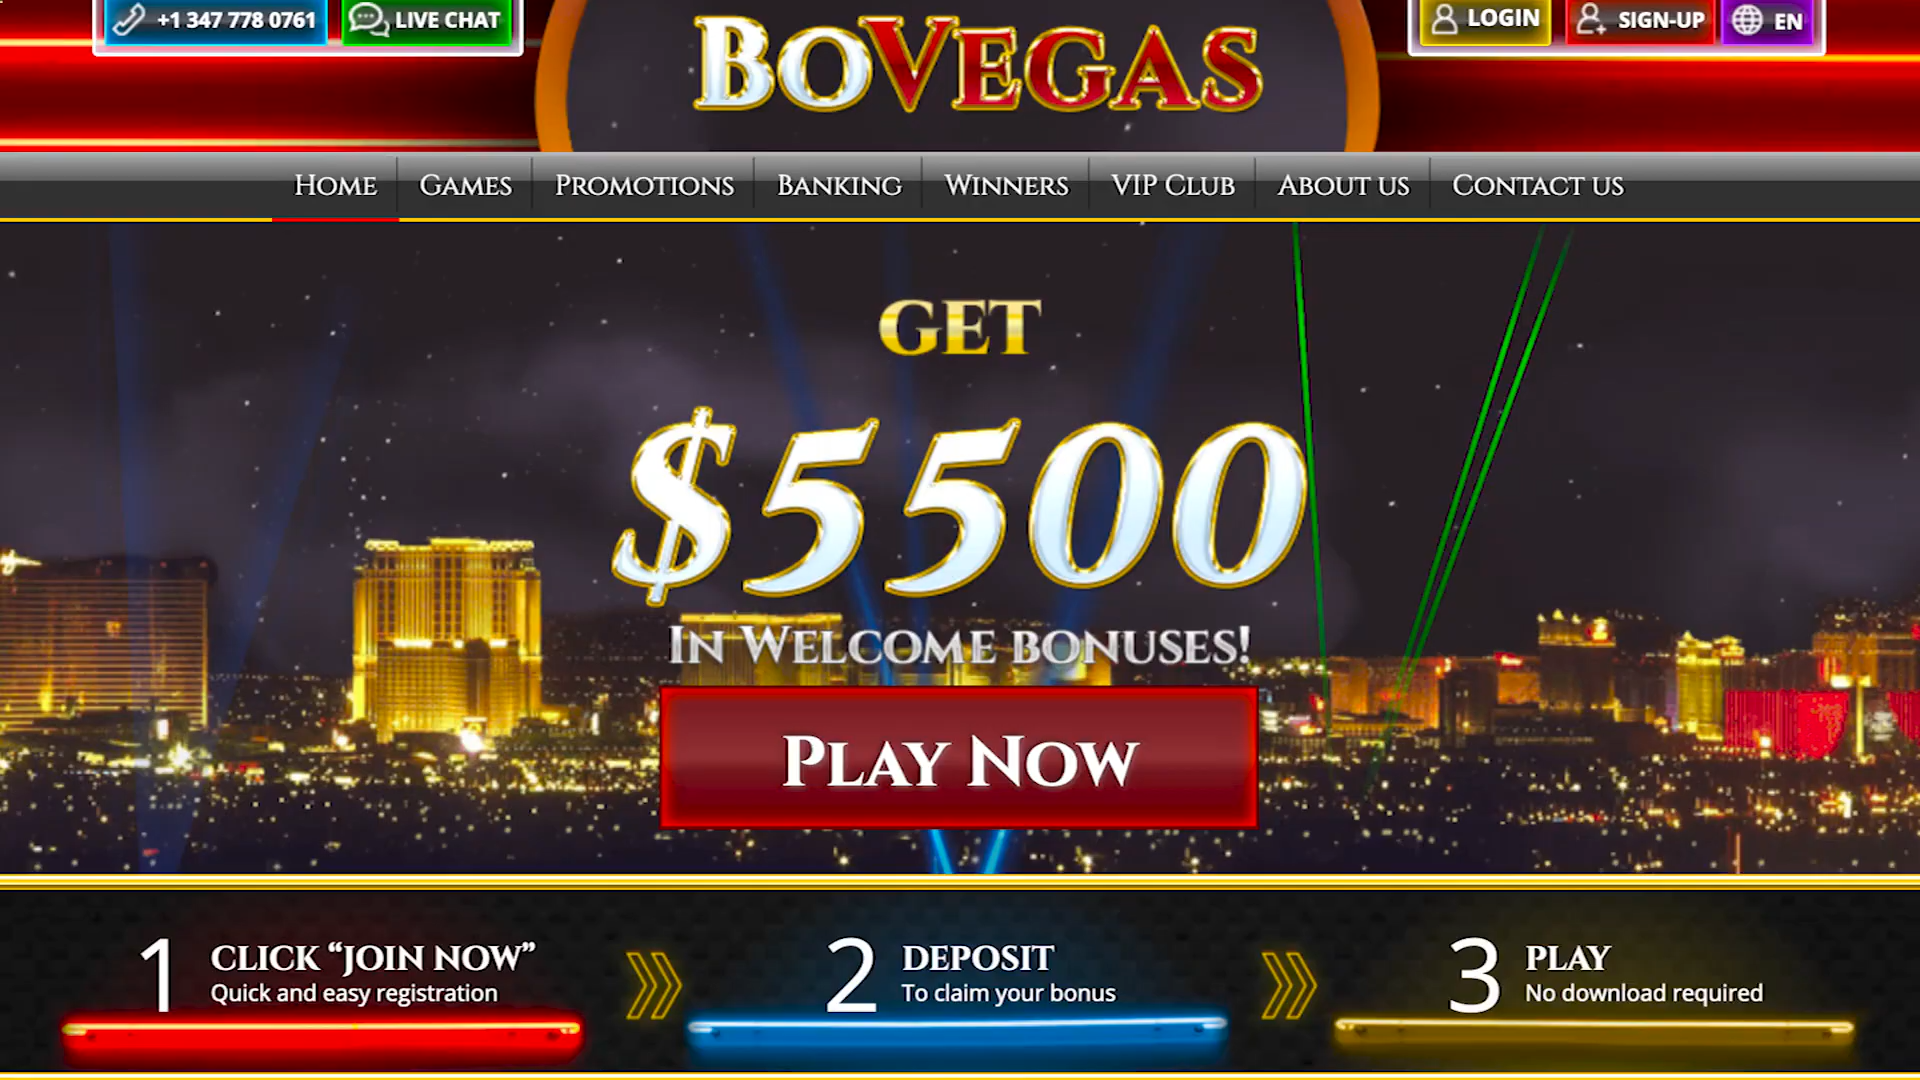 +1 347 778 0761
LIVE CHAT
BOVEGAS
LOGIN
SIGN-UP
EN
HOME
GAMES
PROMOTIONS
BANKING
WINNERS
VIP CLUB
ABOUT US
CONTACT US
GET
$5500
IN WELCOME BONUSES!
PLAY NOW
1 CLICK “JOIN NOW”
Quick and easy registration
2 DEPOSIT
To claim your bonus
3 PLAY
No download required